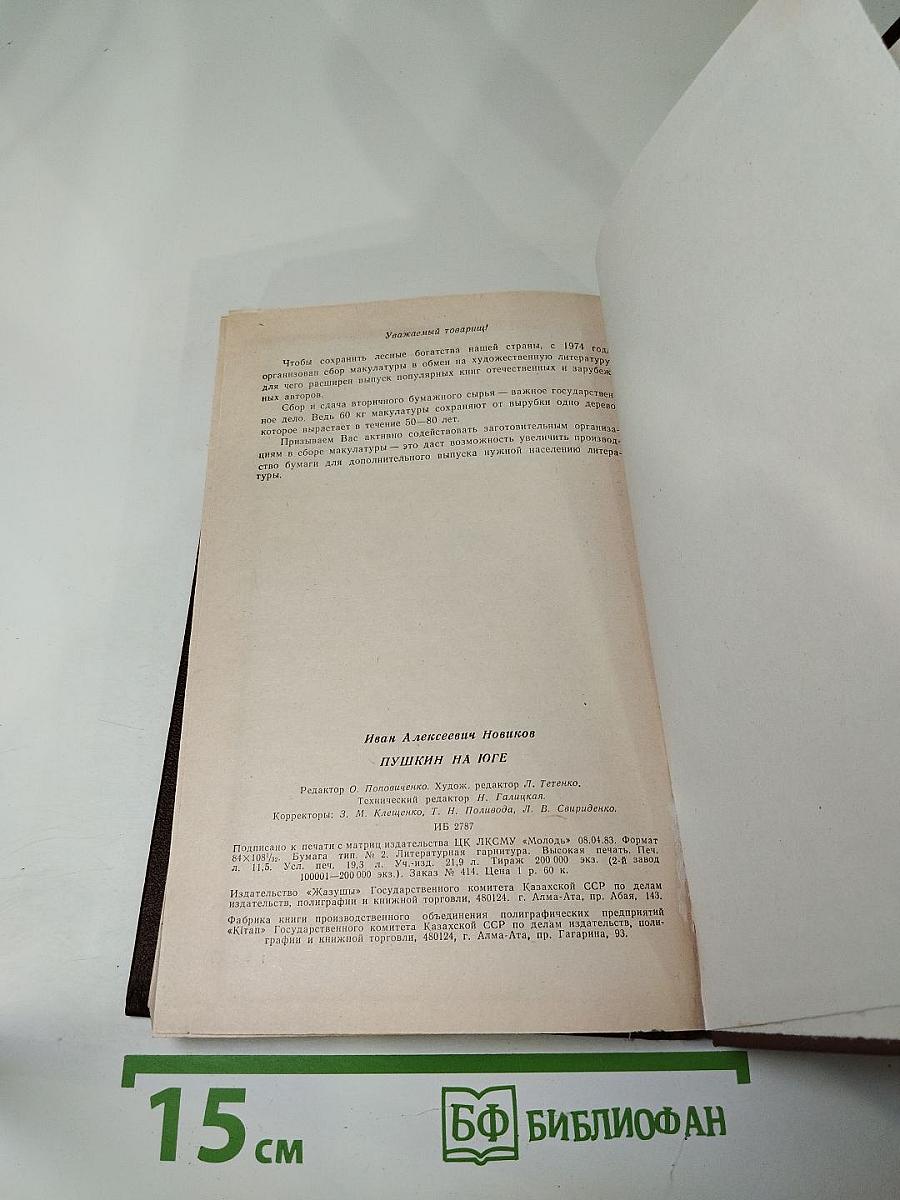 Уважаемый товарищ!
Чтобы сохранить лесные богатства нашей страны, с 1974 год
организован сбор макулатуры в обмен на художественную литературу
для чего расширен выпуск популярных книг отечественных и зарубеж
ных авторов.
Сбор и сдача вторичного бумажного сырья — важное государствен
ное дело. Ведь 60 кг макулатуры сохраняют от вырубки одно дерево
которое вырастает в течение 50—80 лет.
Призываем Вас активно содействовать заготовительным организа-
циям в сборе макулатуры — это даст возможность увеличить производ-
ство бумаги для дополнительного выпуска нужной населению литера-
туры.
Иван Алексеевич Новиков
ПУШКИН НА ЮГЕ
Редактор О. Поповиченко. Худож. редактор Л. Тетенко.
Технический редактор Н. Галицкая.
Корректоры: З. М. Клещенко, Т. Н. Поливода, Л. В. Свириденко.
ИБ 2787
Подписано к печати с матриц издательства ЦК ЛКСМУ «Молодь» 08.04.83. Формат
84×108¹/₃₂. Бумага тип. № 2. Литературная гарнитура. Высокая печать. Печ.
л. 11,5. Усл. печ. 19,3 л. Уч.-изд. 21,9 л. Тираж 200 000 экз. (2-й завод
100001—200 000 экз.). Заказ № 414. Цена 1 р. 60 к.
Издательство «Жазушы» Государственного комитета Казахской ССР по делам
издательств, полиграфии и книжной торговли, 480124. г. Алма-Ата, пр. Абая, 143.
Фабрика книги производственного объединения полиграфических предприятий
«Кітап» Государственного комитета Казахской ССР по делам издательств, поли-
графии и книжной торговли, 480124, г. Алма-Ата, пр. Гагарина, 93.
15 см
БФ БИБЛИОФАН